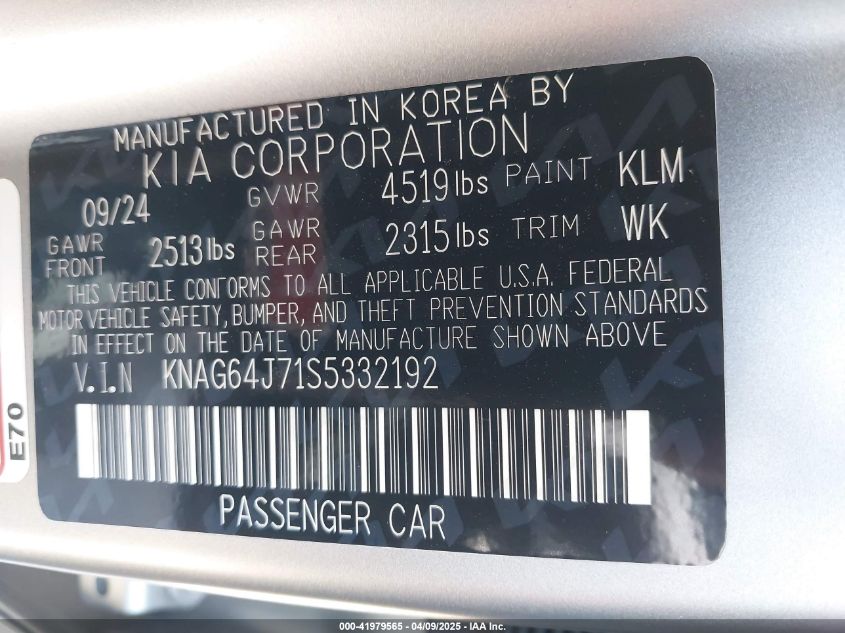 MANUFACTURED IN KOREA BY
KIA CORPORATION
09/24 GVWR 4519 lbs PAINT KLM
GAWR FRONT 2513 lbs GAWR REAR 2315 lbs TRIM WK
THIS VEHICLE CONFORMS TO ALL APPLICABLE U.S.A. FEDERAL
MOTOR VEHICLE SAFETY, BUMPER, AND THEFT PREVENTION STANDARDS
IN EFFECT ON THE DATE OF MANUFACTURE SHOWN ABOVE
V.I.N KNAG64J71S5332192
PASSENGER CAR
E70
000-41979565 - 04/09/2025 - IAA Inc.